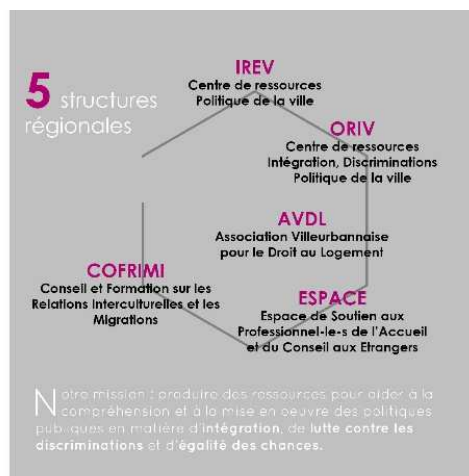 5 structures
régionales
IREV
Centre de ressources
Politique de la ville
ORIV
Centre de ressources
Intégration, Discriminations
Politique de la ville
AVDL
Association Villeurbannaise
pour le Droit au Logement
COFRIMI
Conseil et Formation sur les
Relations Interculturelles et les
Migrations
ESPACE
Espace de Soutien aux
Professionnel-le-s de l'Accueil
et du Conseil aux Etrangers
Notre mission : produire des ressources pour aider à la
compréhension et à la mise en oeuvre des politiques
publiques en matière d'intégration, de lutte contre les
discriminations et d'égalité des chances.